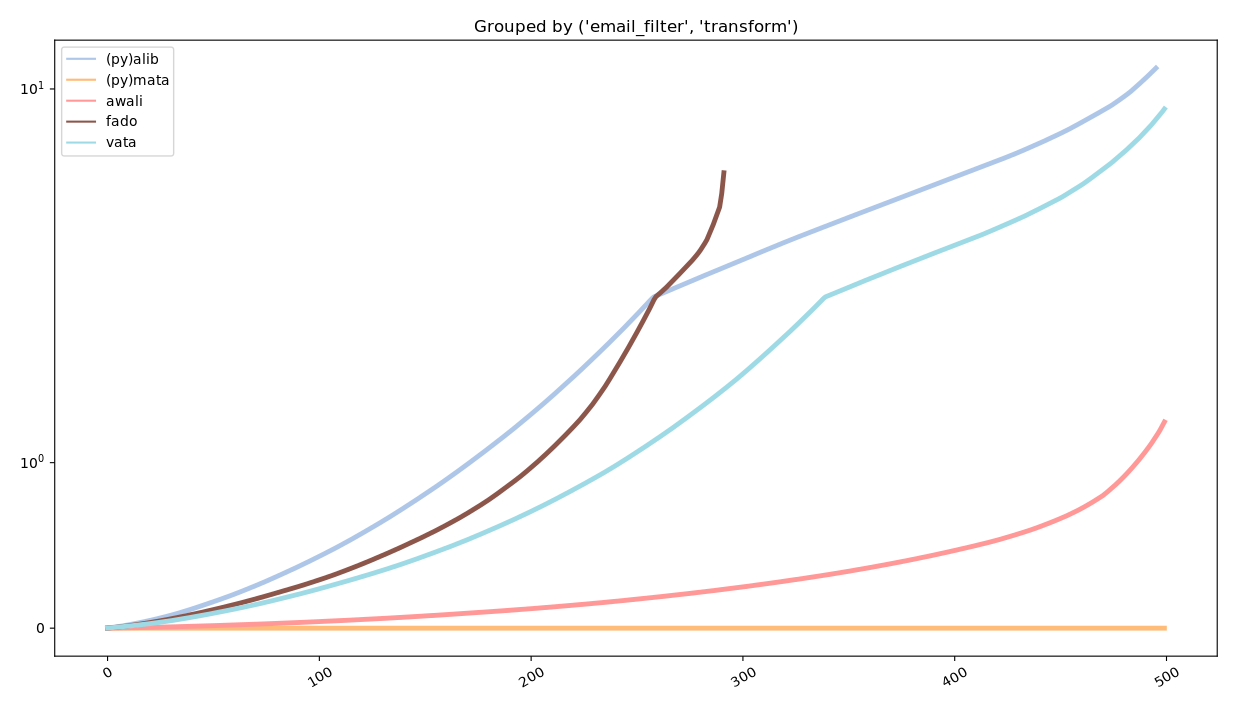 Grouped by ('email_filter', 'transform')
(py)alib
(py)mata
awali
fado
vata
10¹
10⁰
0
0
100
200
300
400
500